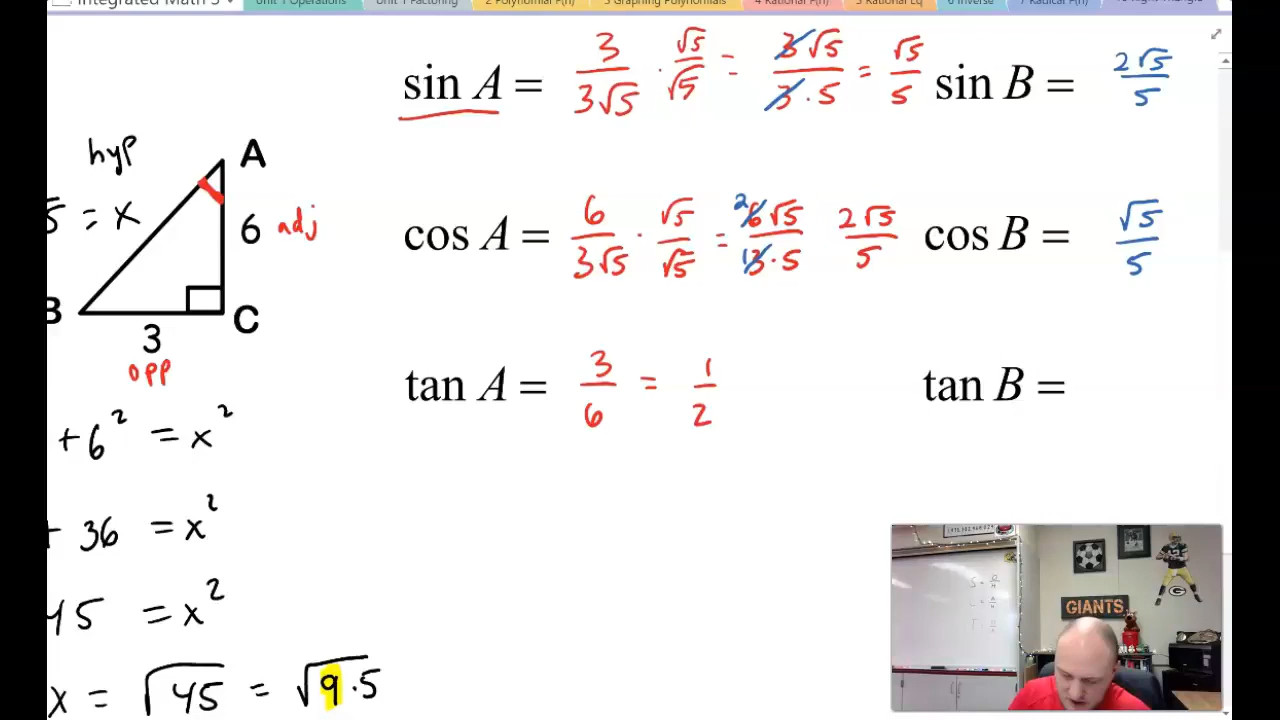 Integrated Math 3
Unit 1 Operations
Unit 1 Factoring
2 Polynomial F(n)
3 Graphing Polynomials
4 Rational F(n)
5 Rational Eq
6 Inverse
7 Radical F(n)
sin A = 3/3√5 · √5/√5 = 3√5/3·5 = √5/5
sin B = 2√5/5
hyp
A
5 = x
6 adj
B
C
3
opp
cos A = 6/3√5 · √5/√5 = 2 6√5/1 3·5 2√5/5
cos B = √5/5
tan A = 3/6 = 1/2
tan B =
+6² = x²
+ 36 = x²
45 = x²
x = √45 = √9·5
GIANTS
G